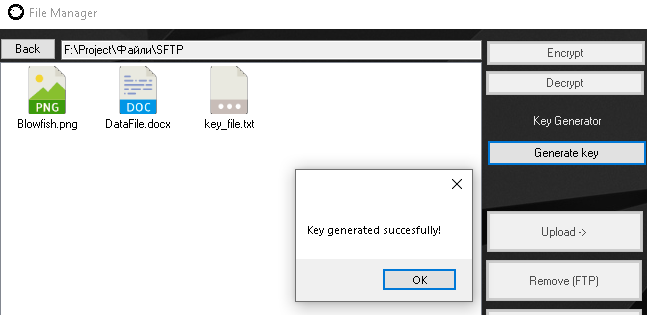 File Manager
Back
F:\Project\Файли\SFTP
Encrypt
Decrypt
Key Generator
Generate key
Upload ->
Remove (FTP)
PNG
DOC
Blowfish.png
DataFile.docx
key_file.txt
Key generated succesfully!
OK